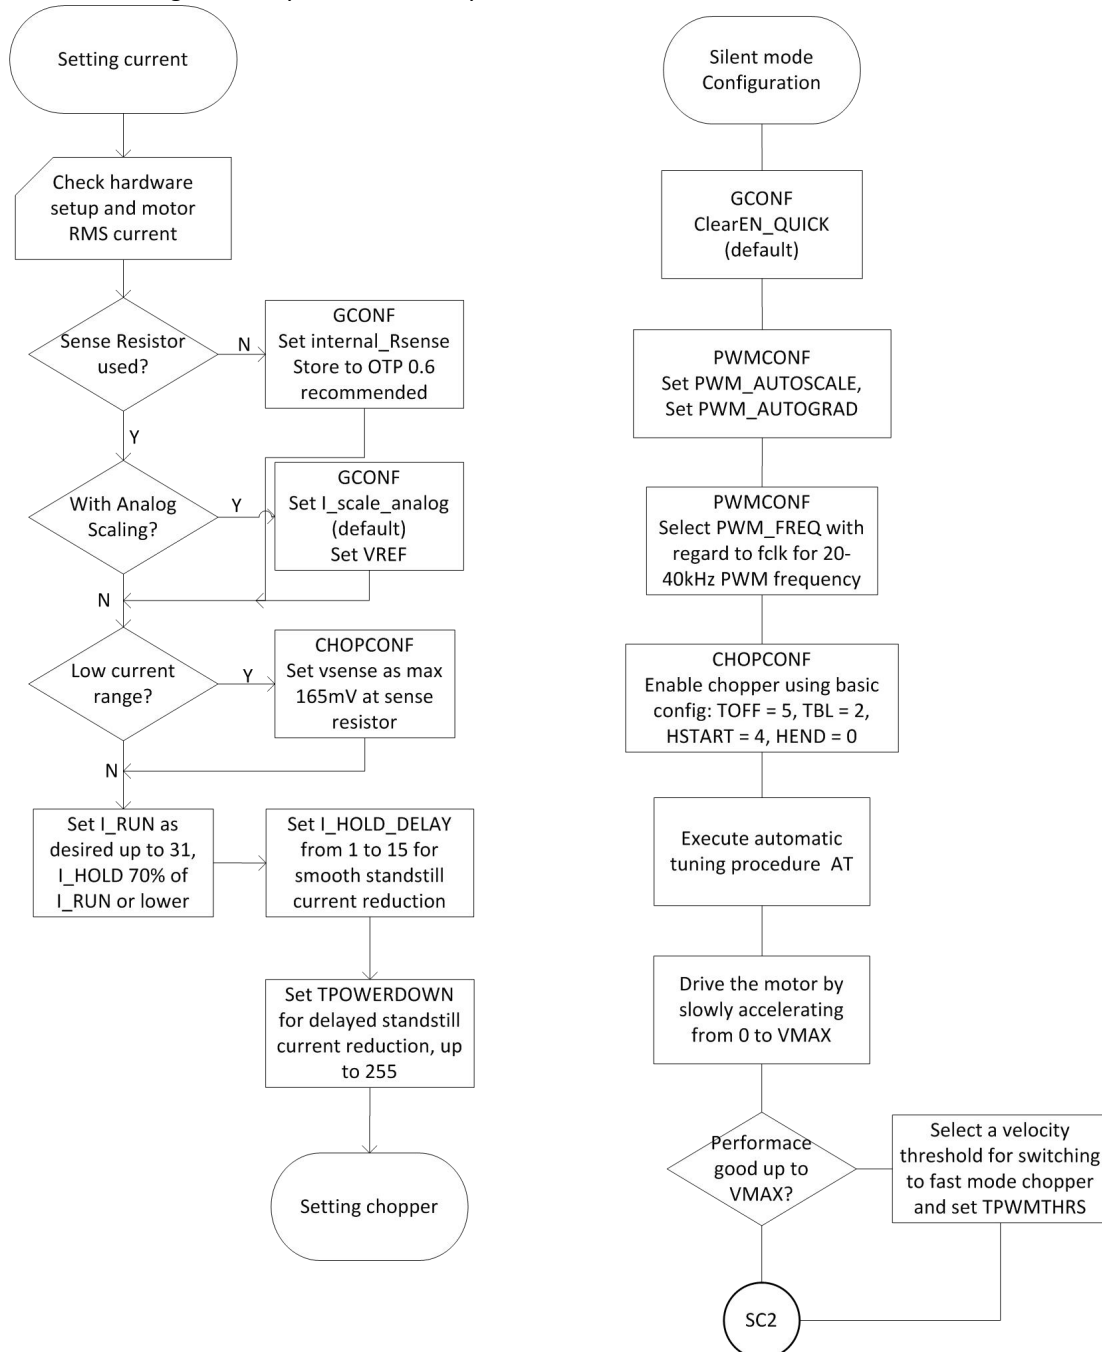 Setting current
Check hardware
setup and motor
RMS current
Sense Resistor
used?
N
GCONF
Set internal_Rsense
Store to OTP 0.6
recommended
Y
With Analog
Scaling?
Y
GCONF
Set I_scale_analog
(default)
Set VREF
N
Low current
range?
Y
CHOPCONF
Set vsense as max
165mV at sense
resistor
N
Set I_RUN as
desired up to 31,
I_HOLD 70% of
I_RUN or lower
Set I_HOLD_DELAY
from 1 to 15 for
smooth standstill
current reduction
Set TPOWERDOWN
for delayed standstill
current reduction, up
to 255
Setting chopper
Silent mode
Configuration
GCONF
ClearEN_QUICK
(default)
PWMCONF
Set PWM_AUTOSCALE,
Set PWM_AUTOGRAD
PWMCONF
Select PWM_FREQ with
regard to fclk for 20-
40kHz PWM frequency
CHOPCONF
Enable chopper using basic
config: TOFF = 5, TBL = 2,
HSTART = 4, HEND = 0
Execute automatic
tuning procedure AT
Drive the motor by
slowly accelerating
from 0 to VMAX
Performace
good up to
VMAX?
Select a velocity
threshold for switching
to fast mode chopper
and set TPWMTHRS
SC2